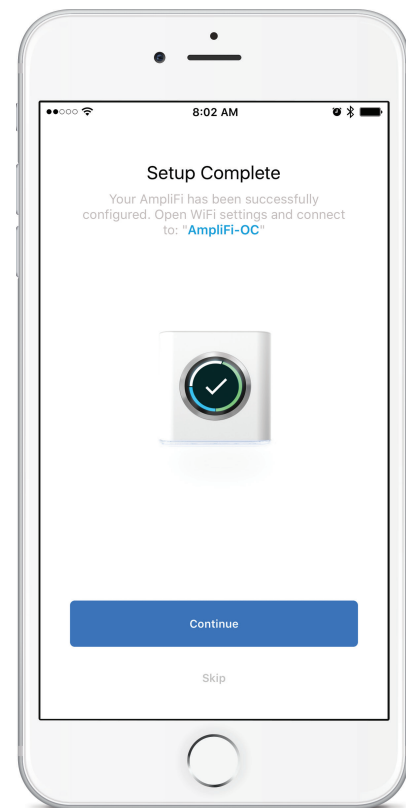 8:02 AM
Setup Complete
Your AmpliFi has been successfully
configured. Open WiFi settings and connect
to: "AmpliFi-OC"
Continue
Skip